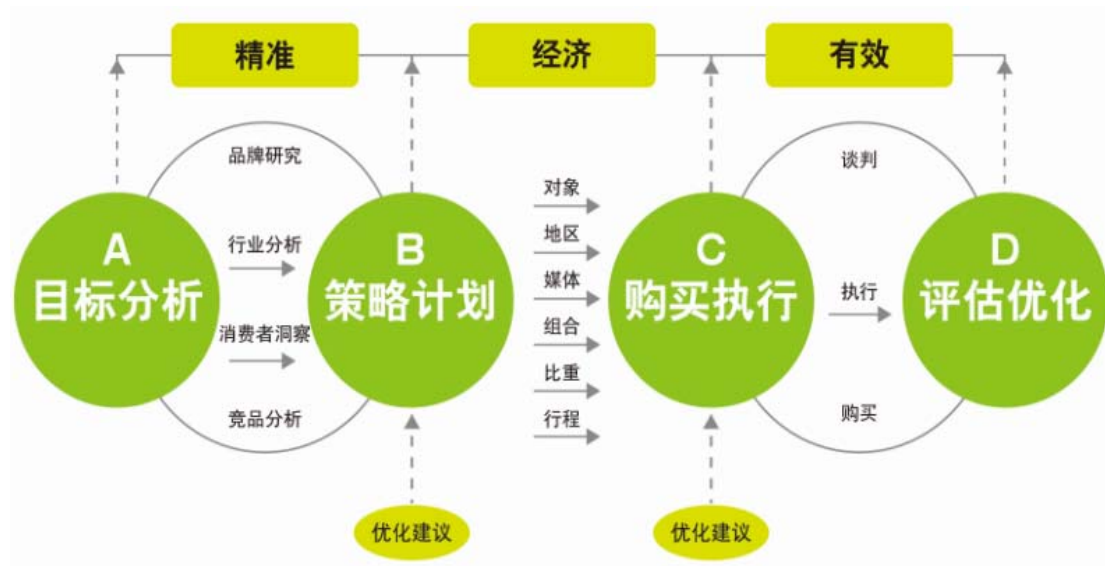 精准
经济
有效
品牌研究
行业分析
消费者洞察
竞品分析
A
目标分析
B
策略计划
对象
地区
媒体
组合
比重
行程
C
购买执行
谈判
执行
购买
D
评估优化
优化建议
优化建议